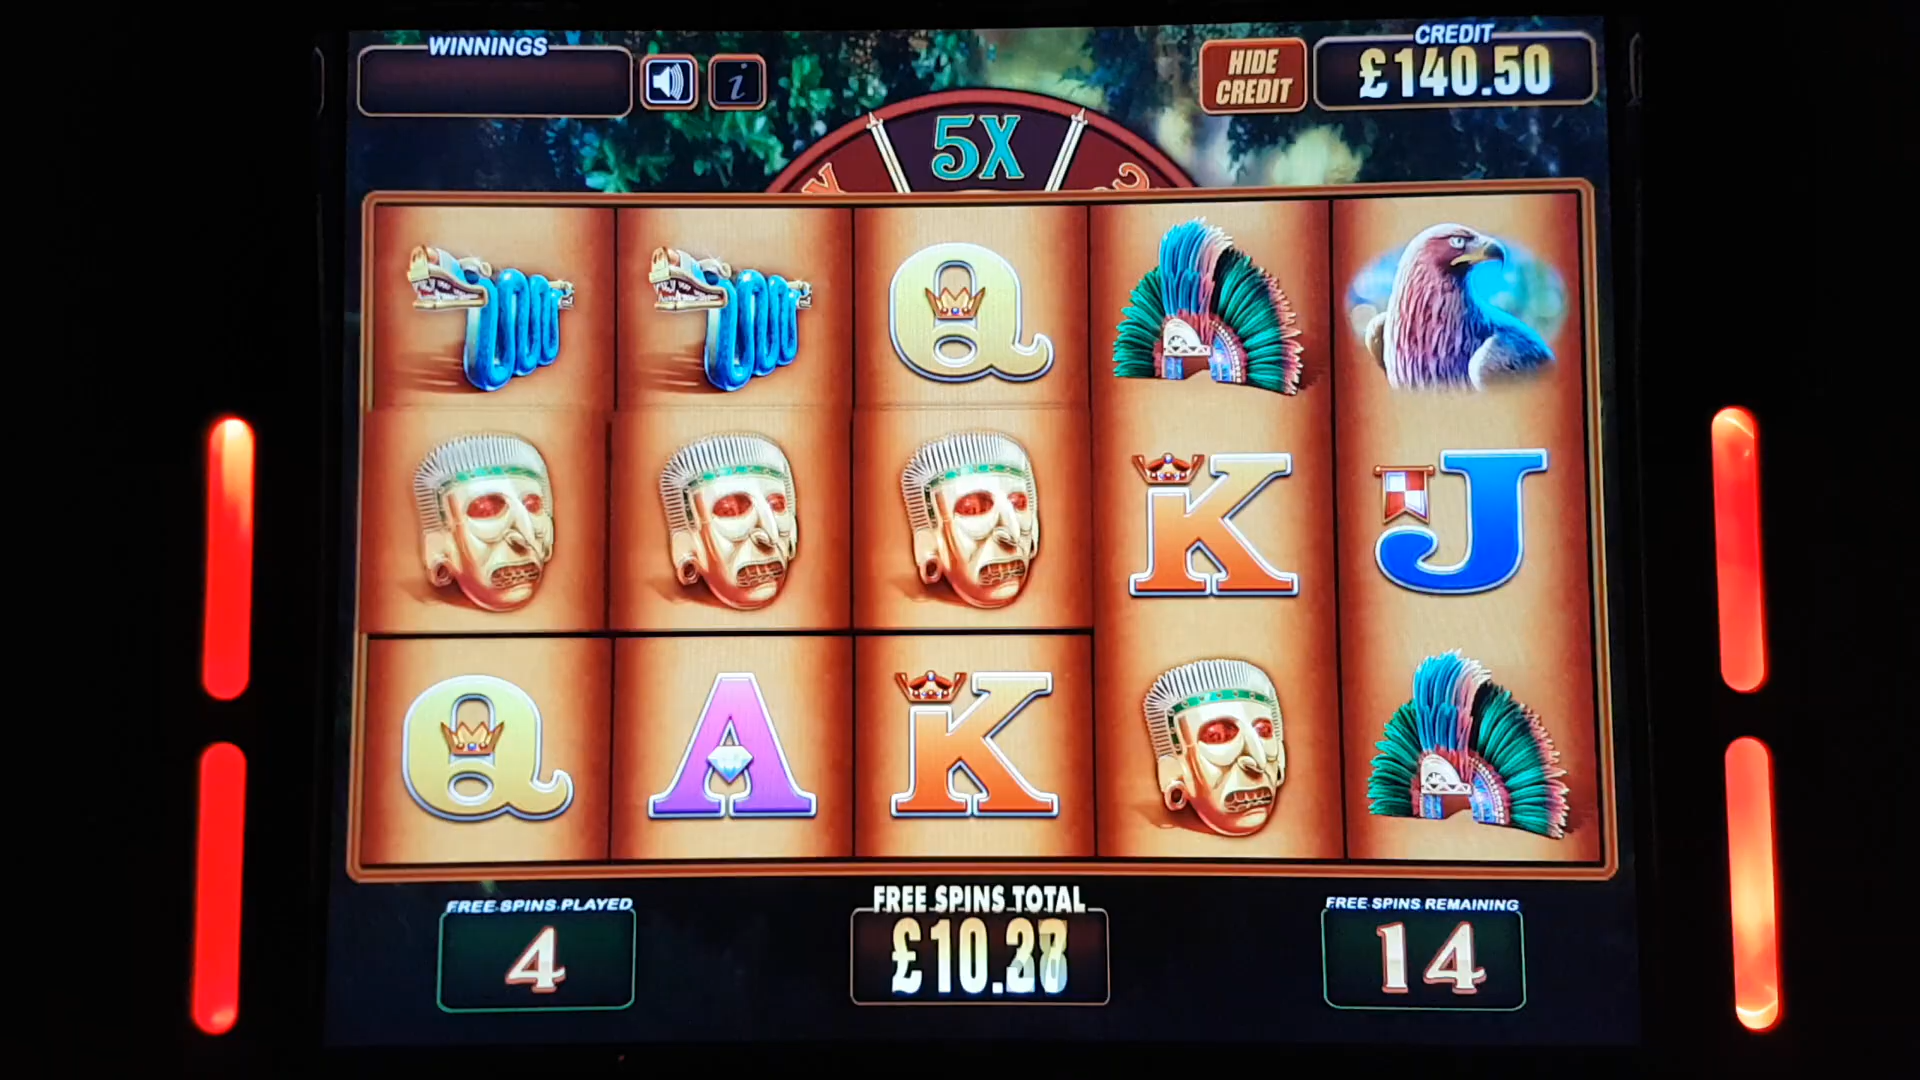 WINNINGS
i
HIDE
CREDIT
CREDIT
£140.50
5X
Q
K
J
Q
A
K
FREE SPINS PLAYED
4
FREE SPINS TOTAL
FREE SPINS REMAINING
14